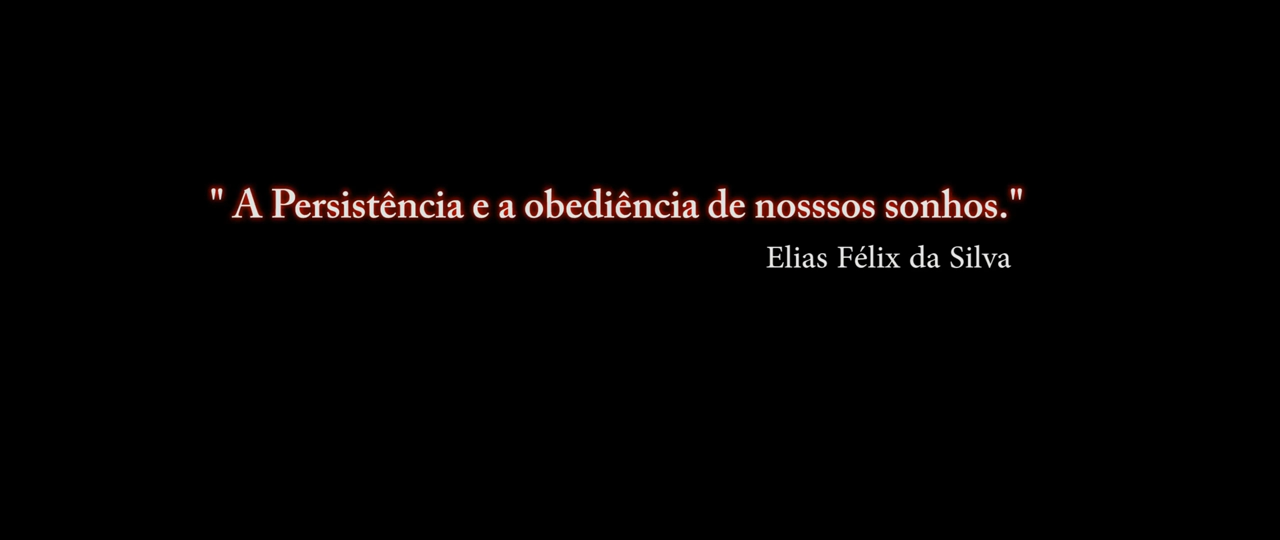 " A Persistência e a obediência de nosssos sonhos."
Elias Félix da Silva